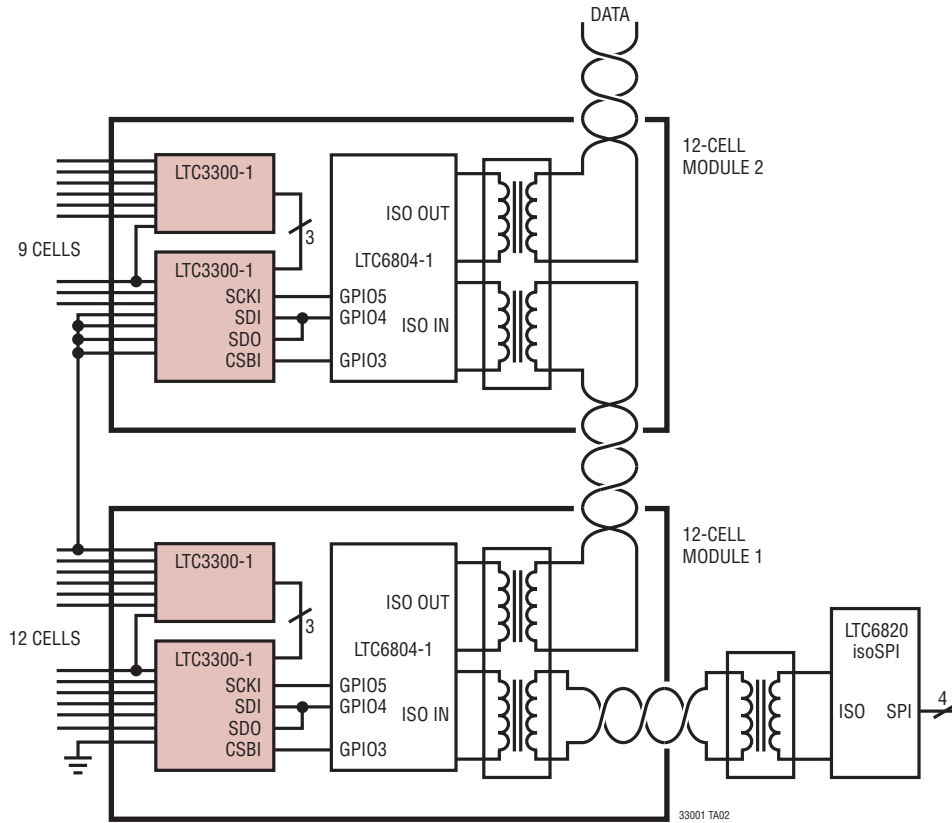 DATA
12-CELL
MODULE 2
LTC3300-1
3
9 CELLS
LTC3300-1
SCKI
SDI
SDO
CSBI
ISO OUT
LTC6804-1
GPIO5
GPIO4
ISO IN
GPIO3
12-CELL
MODULE 1
LTC3300-1
3
12 CELLS
LTC3300-1
SCKI
SDI
SDO
CSBI
ISO OUT
LTC6804-1
GPIO5
GPIO4
ISO IN
GPIO3
LTC6820
isoSPI
ISO SPI
4
33001 TA02